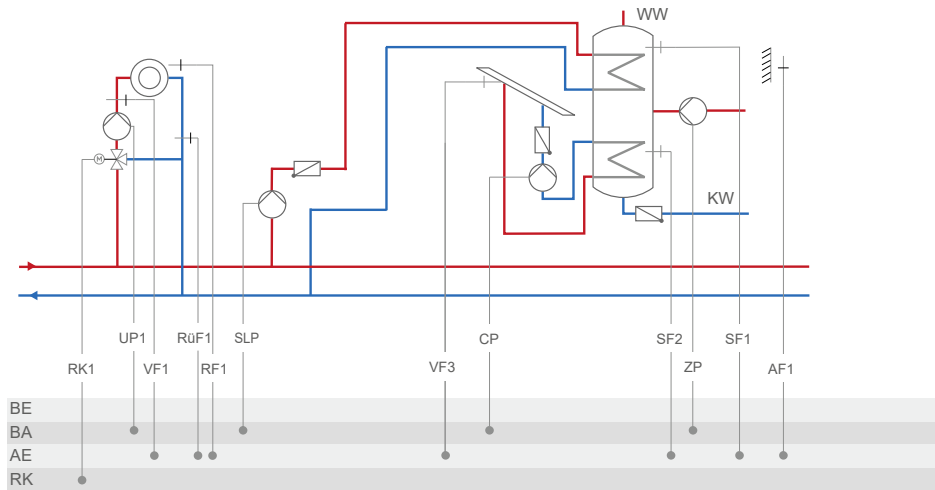 WW
M
KW
UP1
RüF1
SLP
CP
SF2
SF1
RK1
VF1
RF1
VF3
ZP
AF1
BE
BA
AE
RK